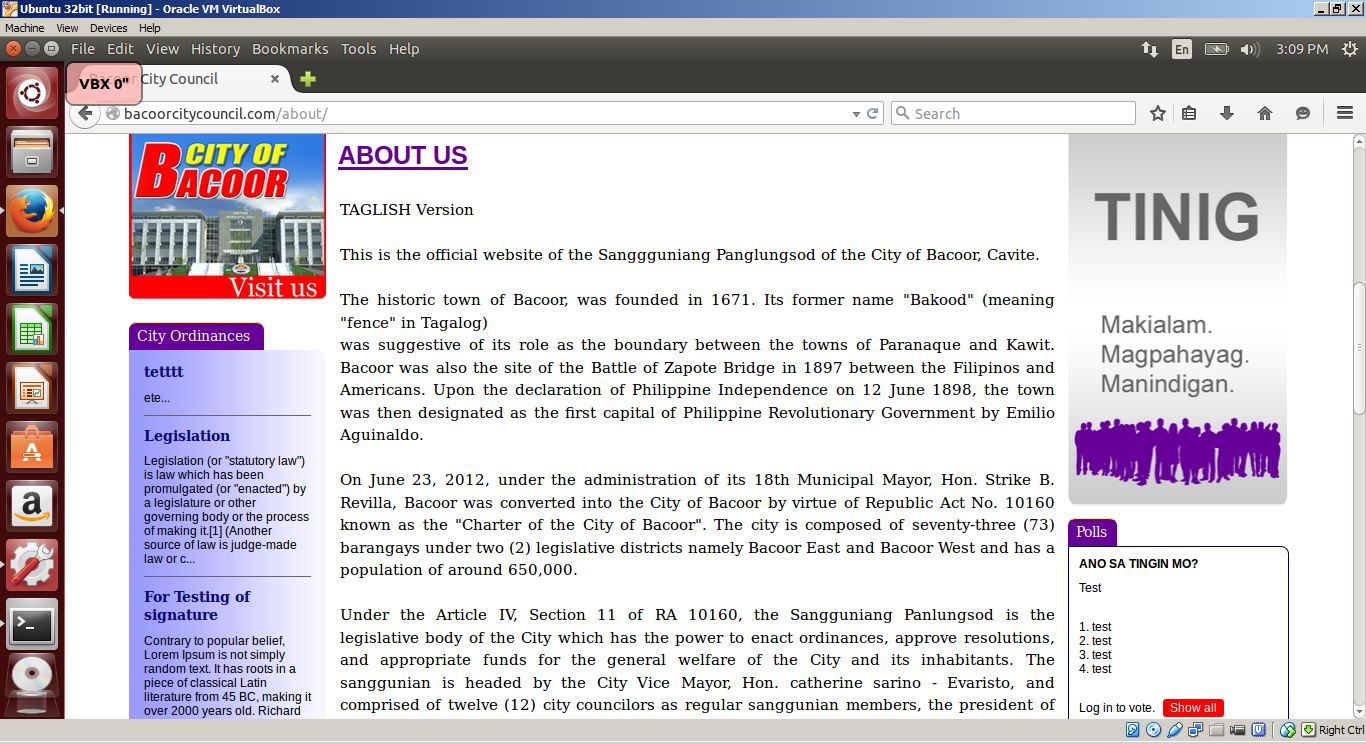 Ubuntu 32bit [Running] - Oracle VM VirtualBox
Machine View Devices Help
File Edit View History Bookmarks Tools Help
En
3:09 PM
VBX 0"
City Council
bacoorcitycouncil.com/about/
Search
CITY OF
BACOOR
Visit us
City Ordinances
tetttt
ete...
Legislation
Legislation (or "statutory law")
is law which has been
promulgated (or "enacted") by
a legislature or other
governing body or the process
of making it.[1] (Another
source of law is judge-made
law or c...
For Testing of
signature
Contrary to popular belief,
Lorem Ipsum is not simply
random text. It has roots in a
piece of classical Latin
literature from 45 BC, making it
over 2000 years old. Richard
ABOUT US
TAGLISH Version
This is the official website of the Sanggguniang Panglungsod of the City of Bacoor, Cavite.
The historic town of Bacoor, was founded in 1671. Its former name "Bakood" (meaning
"fence" in Tagalog)
was suggestive of its role as the boundary between the towns of Paranaque and Kawit.
Bacoor was also the site of the Battle of Zapote Bridge in 1897 between the Filipinos and
Americans. Upon the declaration of Philippine Independence on 12 June 1898, the town
was then designated as the first capital of Philippine Revolutionary Government by Emilio
Aguinaldo.
On June 23, 2012, under the administration of its 18th Municipal Mayor, Hon. Strike B.
Revilla, Bacoor was converted into the City of Bacoor by virtue of Republic Act No. 10160
known as the "Charter of the City of Bacoor". The city is composed of seventy-three (73)
barangays under two (2) legislative districts namely Bacoor East and Bacoor West and has a
population of around 650,000.
Under the Article IV, Section 11 of RA 10160, the Sangguniang Panlungsod is the
legislative body of the City which has the power to enact ordinances, approve resolutions,
and appropriate funds for the general welfare of the City and its inhabitants. The
sanggunian is headed by the City Vice Mayor, Hon. catherine sarino - Evaristo, and
comprised of twelve (12) city councilors as regular sanggunian members, the president of
TINIG
Makialam.
Magpahayag.
Manindigan.
Polls
ANO SA TINGIN MO?
Test
1. test
2. test
3. test
4. test
Log in to vote. Show all
Right Ctrl